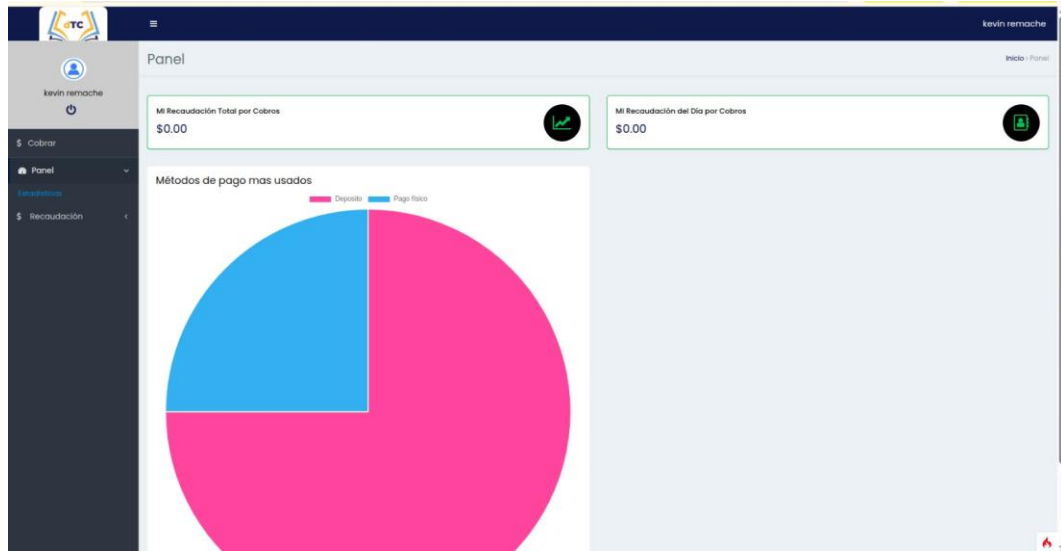 dTC
kevin remache
Panel
Inicio › Panel
kevin remache
$ Cobrar
Panel
Estadísticas
$ Recaudación
Mi Recaudación Total por Cobros
$0.00
Mi Recaudación del Día por Cobros
$0.00
Métodos de pago mas usados
Deposito Pago físico